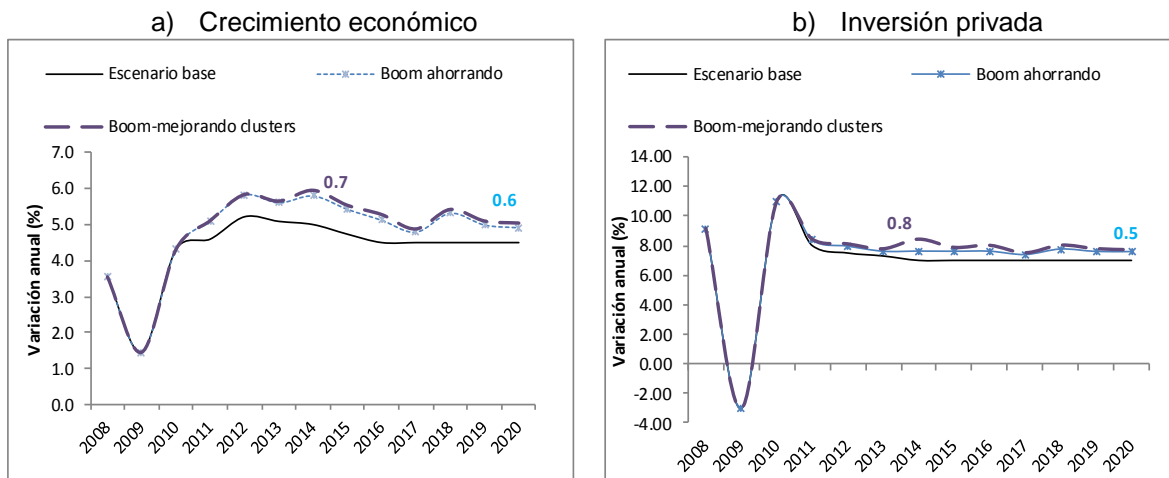 a) Crecimiento económico
Escenario base
Boom ahorrando
Boom-mejorando clusters
Variación anual (%)
7.0
6.0
5.0
4.0
3.0
2.0
1.0
0.0
0.7
0.6
2008 2009 2010 2011 2012 2013 2014 2015 2016 2017 2018 2019 2020
b) Inversión privada
Escenario base
Boom ahorrando
Boom-mejorando clusters
Variación anual (%)
14.00
12.00
10.00
8.00
6.00
4.00
2.00
0.00
-2.00
-4.00
0.8
0.5
2008 2009 2010 2011 2012 2013 2014 2015 2016 2017 2018 2019 2020